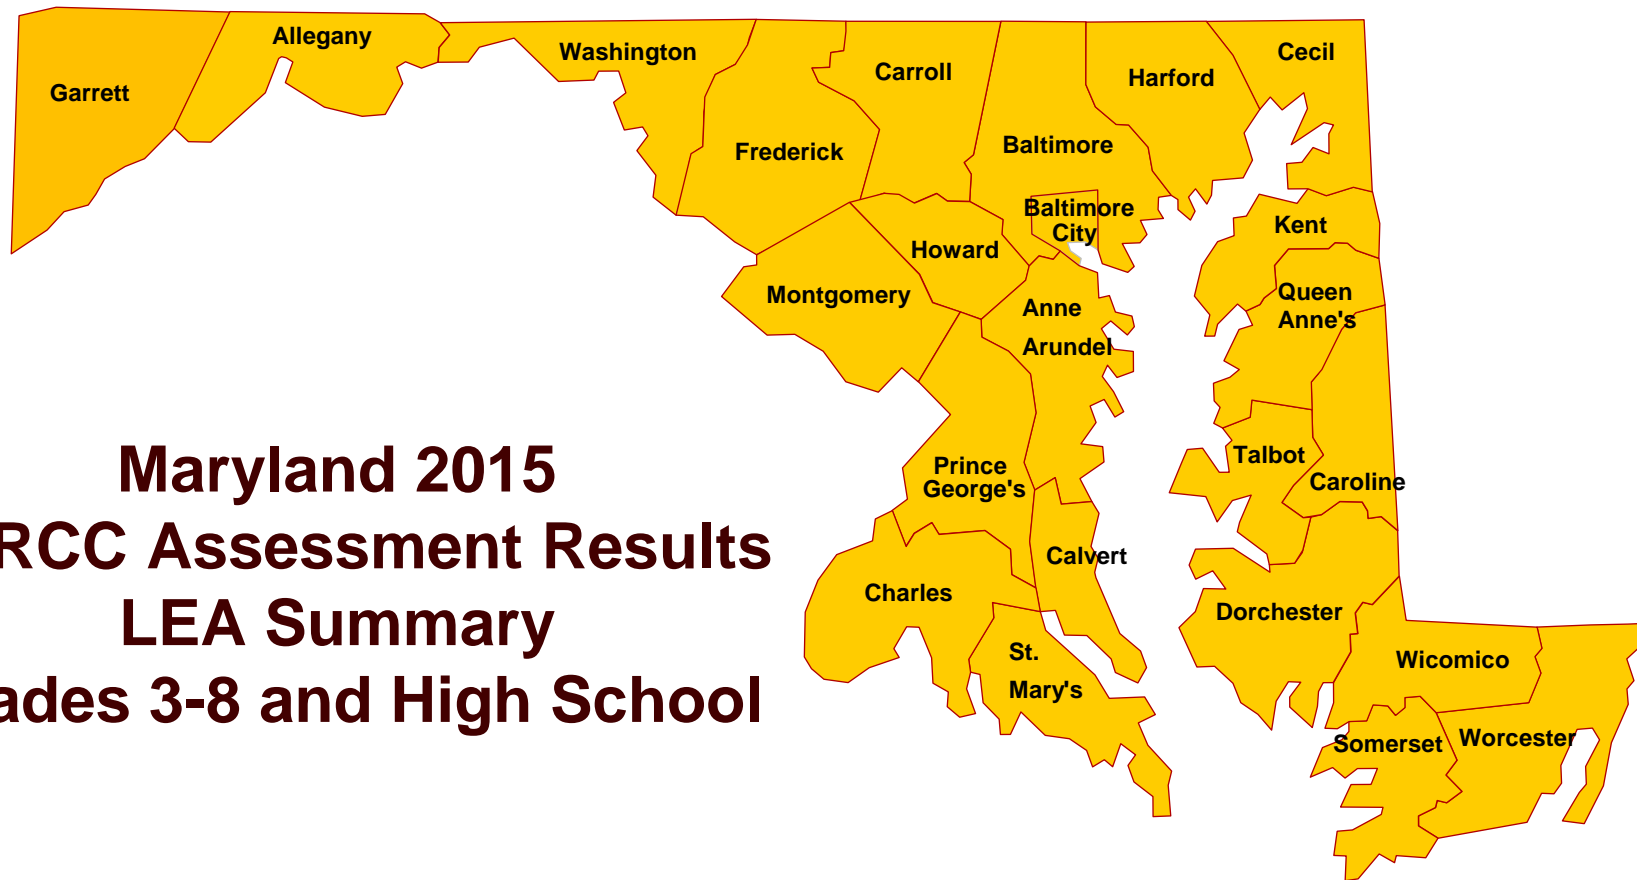 Allegany
Washington
Cecil
Carroll
Harford
Garrett
Baltimore
Frederick
Baltimore
City
Kent
Howard
Montgomery
Queen
Anne's
Anne
Arundel
Talbot
Prince
George's
Caroline
Calvert
Charles
Dorchester
St.
Mary's
Wicomico
Somerset
Worcester
Maryland 2015
RCC Assessment Results
LEA Summary
ades 3-8 and High School